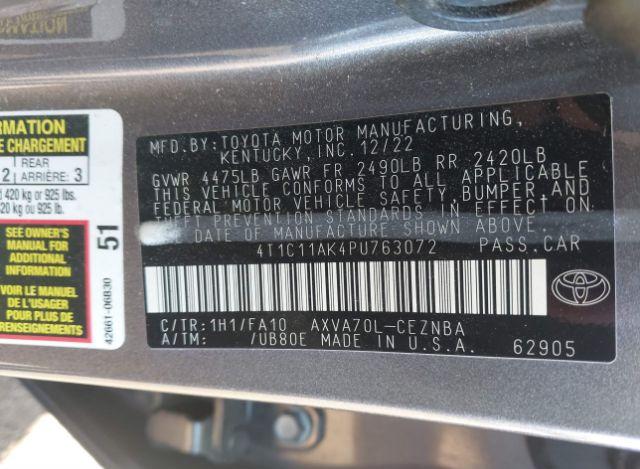 RMATION
E CHARGEMENT
2 | 1 REAR ARRIÈRE: 3
d 420 kg or 925 lbs.
20 kg ou 925 lb.
SEE OWNER'S
MANUAL FOR
ADDITIONAL
INFORMATION
VOIR LE MANUEL
DE L'USAGER
POUR PLUS DE
RENSEIGNEMENTS
51
42661-06B30
MFD.BY:TOYOTA MOTOR MANUFACTURING,
KENTUCKY,INC. 12/22
GVWR 4475LB GAWR FR 2490LB RR 2420LB
THIS VEHICLE CONFORMS TO ALL APPLICABLE
FEDERAL MOTOR VEHICLE SAFETY, BUMPER,AND
THEFT PREVENTION STANDARDS IN EFFECT ON
DATE OF MANUFACTURE SHOWN ABOVE.
4T1C11AK4PU763072 PASS.CAR
C/TR:1H1/FA10 AXVA70L-CEZNBA
A/TM: /UB80E MADE IN U.S.A. 62905